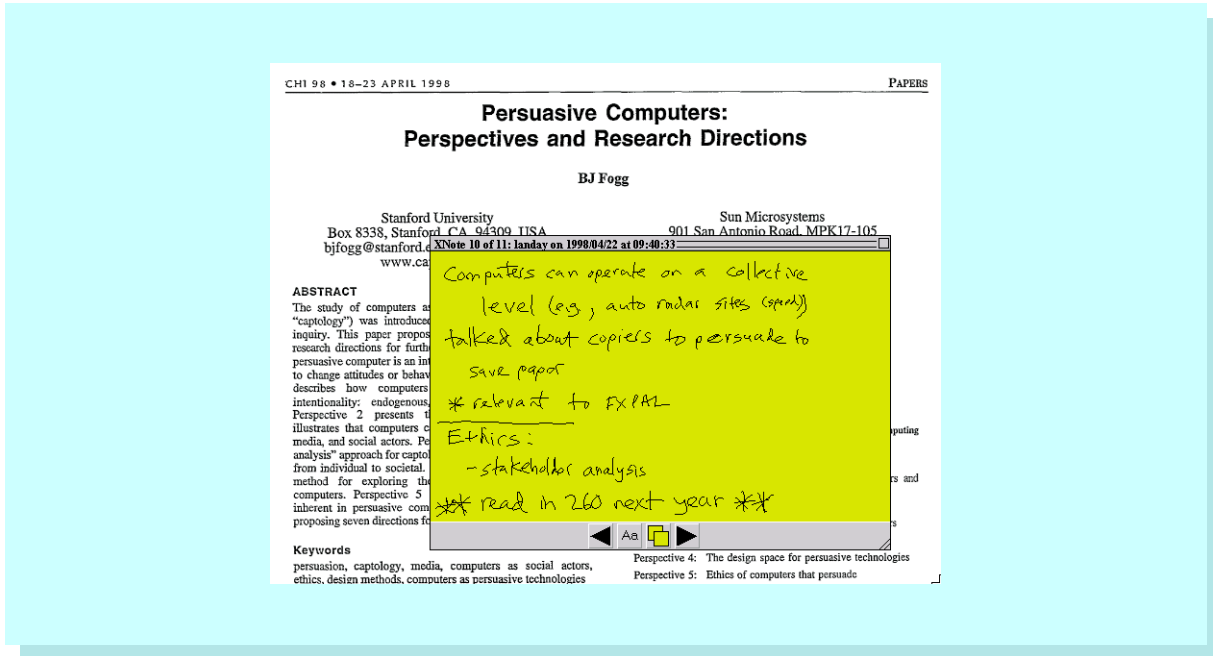 CHI 98 • 18–23 APRIL 1998 PAPERS
Persuasive Computers:
Perspectives and Research Directions
BJ Fogg
Stanford University
Box 8338, Stanford, CA 94309 USA
bjfogg@stanford.e
www.ca
Sun Microsystems
901 San Antonio Road, MPK17-105
XNote 10 of 11: landay on 1998/04/22 at 09:40:33
Computers can operate on a collective
level (eg, auto radar sites (speed))
talked about copiers to persuade to
save paper
* relevant to FXPAL
Ethics:
- stakeholder analysis
** read in 260 next year **
Aa
ABSTRACT
The study of computers as
"captology") was introduced
inquiry. This paper propos
research directions for furthe
persuasive computer is an int
to change attitudes or behav
describes how computers
intentionality: endogenous,
Perspective 2 presents th
illustrates that computers c
media, and social actors. Pe
analysis" approach for captol
from individual to societal.
method for exploring the
computers. Perspective 5
inherent in persuasive com
proposing seven directions fo
Keywords
persuasion, captology, media, computers as social actors,
ethics, design methods, computers as persuasive technologies
puting
rs and
s
Perspective 4: The design space for persuasive technologies
Perspective 5: Ethics of computers that persuade